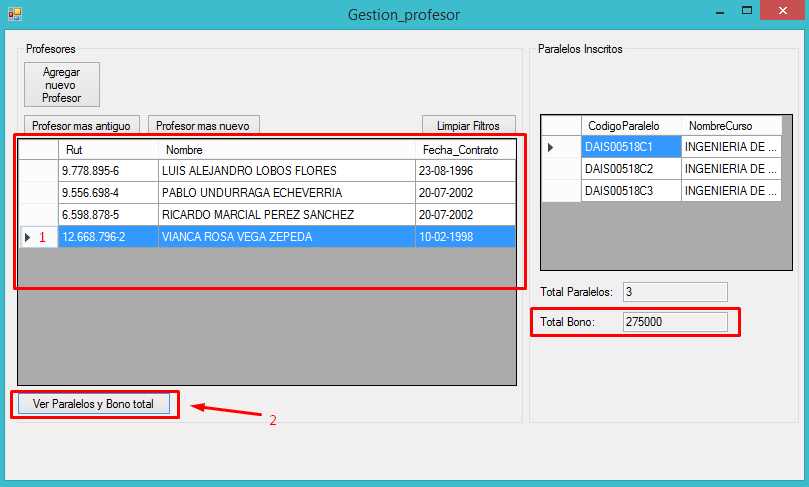 Gestion_profesor
Profesores
Agregar
nuevo
Profesor
Profesor mas antiguo Profesor mas nuevo Limpiar Filtros
Rut Nombre Fecha_Contrato
9.778.895-6 LUIS ALEJANDRO LOBOS FLORES 23-08-1996
9.556.698-4 PABLO UNDURRAGA ECHEVERRIA 20-07-2002
6.598.878-5 RICARDO MARCIAL PEREZ SANCHEZ 20-07-2002
1 12.668.796-2 VIANCA ROSA VEGA ZEPEDA 10-02-1998
Ver Paralelos y Bono total
2
Paralelos Inscritos
CodigoParalelo NombreCurso
DAIS00518C1 INGENIERIA DE ...
DAIS00518C2 INGENIERIA DE ...
DAIS00518C3 INGENIERIA DE ...
Total Paralelos: 3
Total Bono: 275000